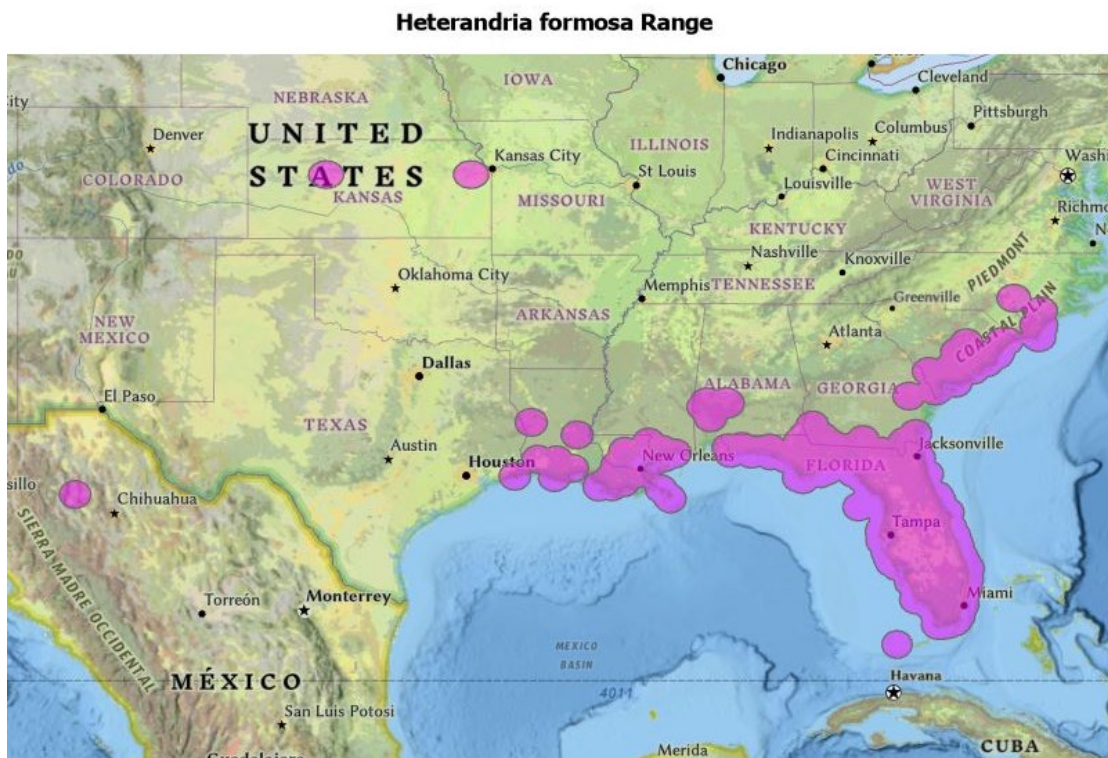 Heterandria formosa Range
Chicago
IOWA
Cleveland
NEBRASKA
Pittsburgh
City
UNITED
STATES
Denver
Indianapolis
Columbus
ILLINOIS
Kansas City
Cincinnati
COLORADO
St Louis
KANSAS
MISSOURI
Louisville
WEST
VIRGINIA
KENTUCKY
Nashville
Knoxville
PIEDMONT
Oklahoma City
Memphis
TENNESSEE
Greenville
COASTAL PLAIN
NEW
MEXICO
ARKANSAS
Atlanta
Dallas
ALABAMA
GEORGIA
El Paso
TEXAS
Austin
Jacksonville
Houston
New Orleans
FLORIDA
Chihuahua
Tampa
SIERRA MADRE OCCIDENTAL
Torreón
Monterrey
Miami
MEXICO
BASIN
Havana
MÉXICO
4011
San Luis Potosi
Merida
CUBA